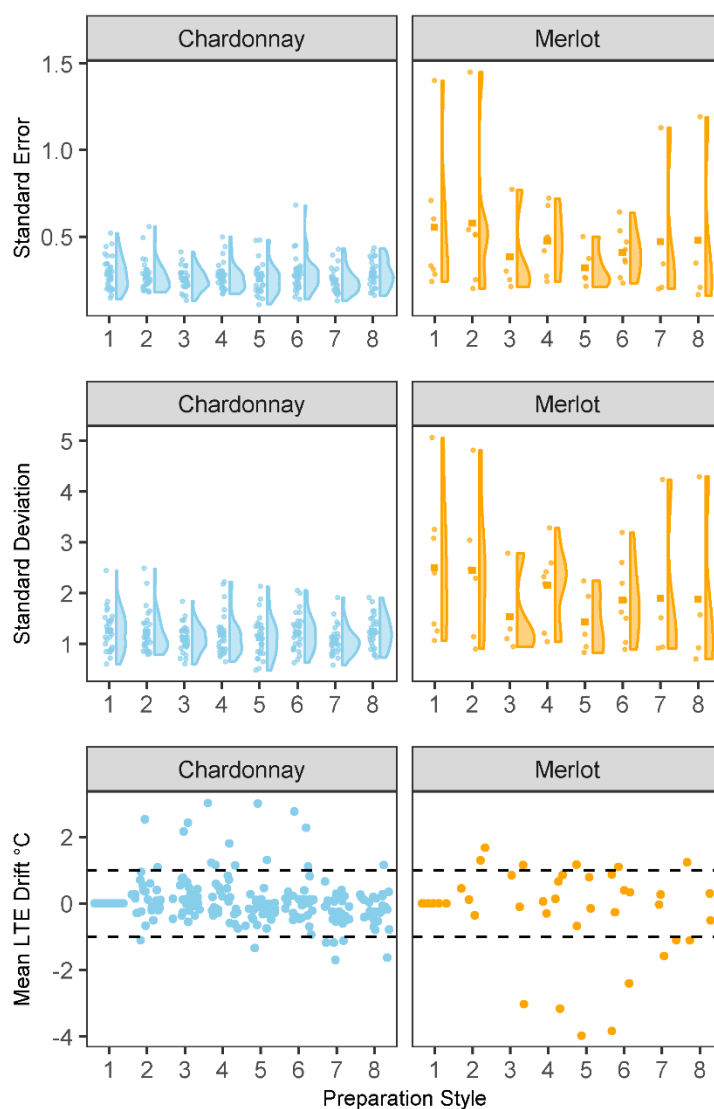 Chardonnay Merlot
Standard Error
1.5
1.0
0.5
1 2 3 4 5 6 7 8 1 2 3 4 5 6 7 8
Chardonnay Merlot
Standard Deviation
5
4
3
2
1
1 2 3 4 5 6 7 8 1 2 3 4 5 6 7 8
Chardonnay Merlot
Mean LTE Drift °C
2
0
-2
-4
1 2 3 4 5 6 7 8 1 2 3 4 5 6 7 8
Preparation Style